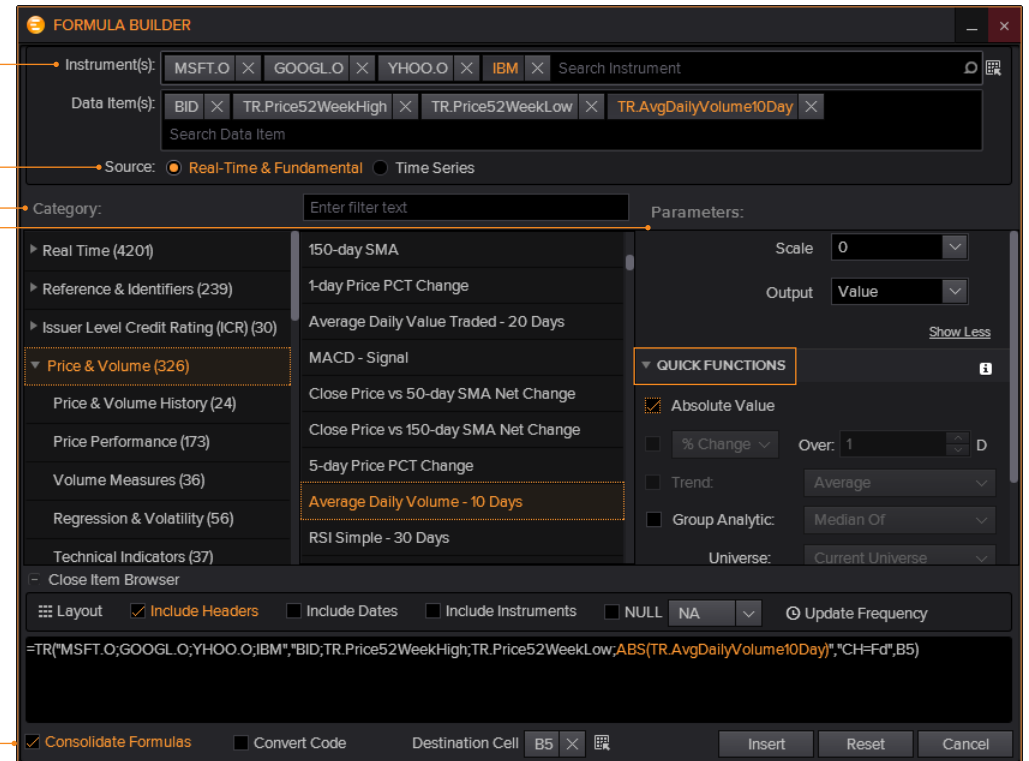 FORMULA BUILDER
Instrument(s): MSFT.O GOOGL.O YHOO.O IBM Search Instrument
Data Item(s): BID TR.Price52WeekHigh TR.Price52WeekLow TR.AvgDailyVolume10Day
Search Data Item
Source: Real-Time & Fundamental Time Series
Category: Enter filter text Parameters:
Real Time (4201) 150-day SMA Scale 0
Reference & Identifiers (239) 1-day Price PCT Change Output Value
Issuer Level Credit Rating (ICR) (30) Average Daily Value Traded - 20 Days Show Less
Price & Volume (326) MACD - Signal QUICK FUNCTIONS
Price & Volume History (24) Close Price vs 50-day SMA Net Change Absolute Value
Price Performance (173) Close Price vs 150-day SMA Net Change % Change Over: 1 D
Volume Measures (36) 5-day Price PCT Change Trend: Average
Regression & Volatility (56) Average Daily Volume - 10 Days Group Analytic: Median Of
Technical Indicators (37) RSI Simple - 30 Days Universe: Current Universe
Close Item Browser
Layout Include Headers Include Dates Include Instruments NULL NA Update Frequency
=TR("MSFT.O;GOOGL.O;YHOO.O;IBM","BID;TR.Price52WeekHigh;TR.Price52WeekLow;ABS(TR.AvgDailyVolume10Day)","CH=Fd",B5)
Consolidate Formulas Convert Code Destination Cell B5 Insert Reset Cancel